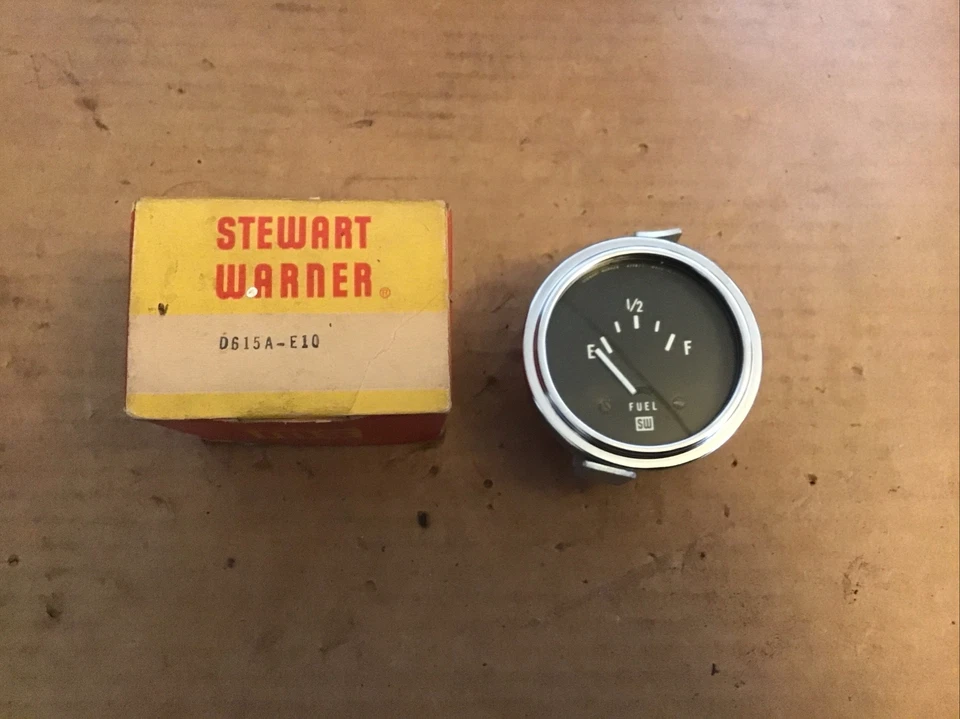 STEWART
WARNER®
D615A-E10
1/2
E F
FUEL
SW